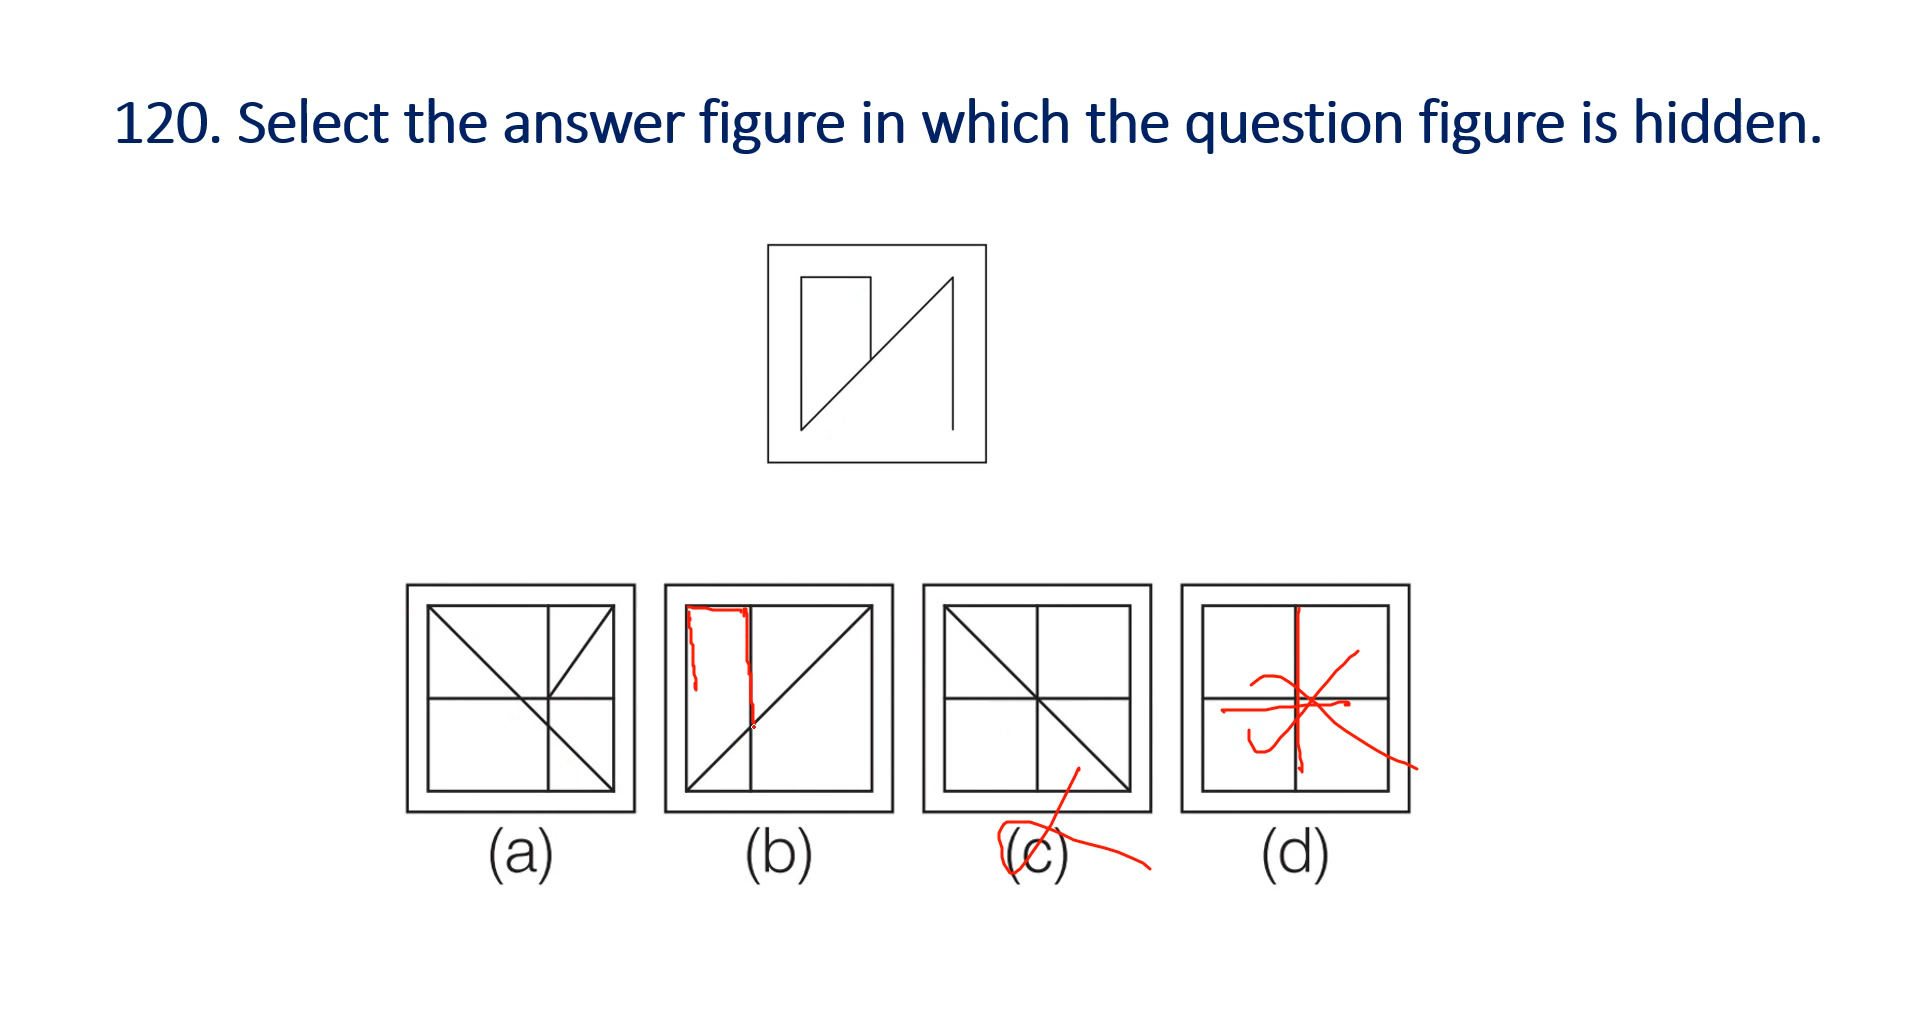 120. Select the answer figure in which the question figure is hidden.
(a) (b) (c) (d)